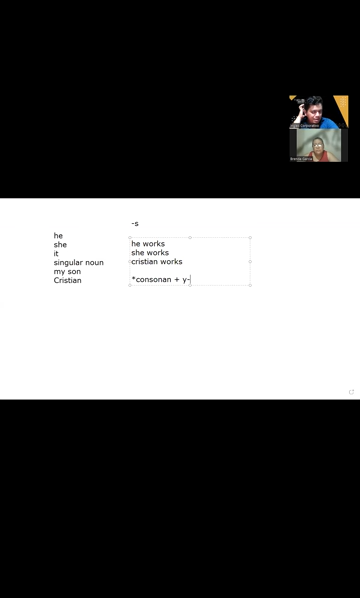 -s
he
she
it
singular noun
my son
Cristian
he works
she works
cristian works
*consonan + y-